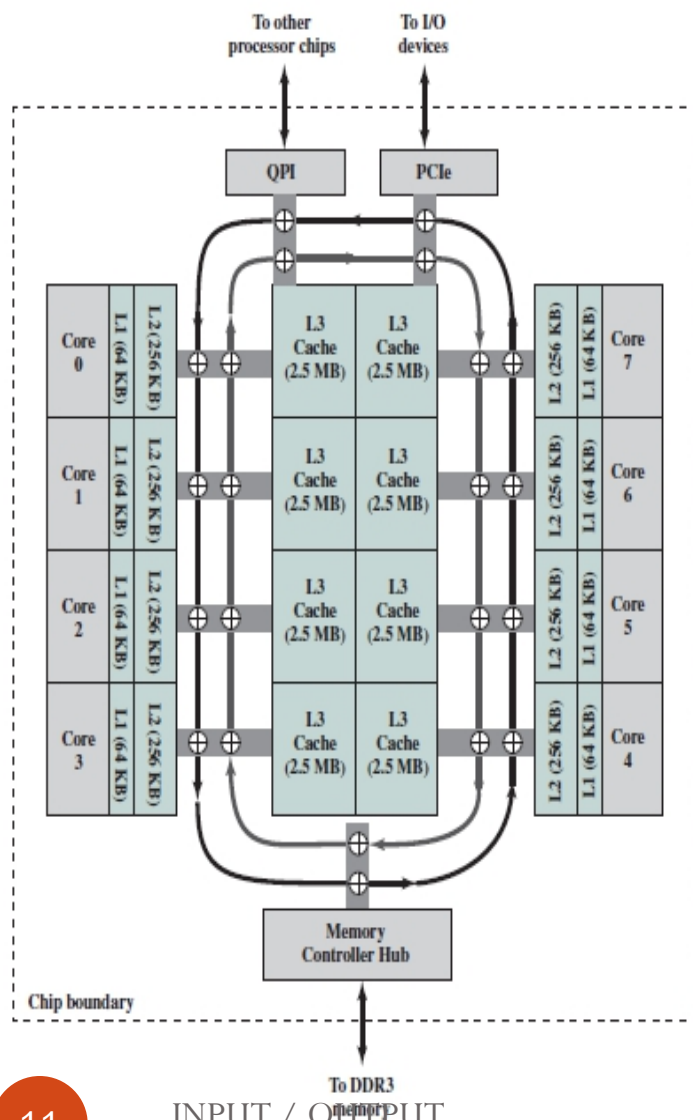 To other
processor chips
To I/O
devices
QPI
PCIe
Core
0
L1 (64 KB)
L2 (256 KB)
L3
Cache
(2.5 MB)
L3
Cache
(2.5 MB)
L2 (256 KB)
L1 (64 KB)
Core
7
Core
1
L1 (64 KB)
L2 (256 KB)
L3
Cache
(2.5 MB)
L3
Cache
(2.5 MB)
L2 (256 KB)
L1 (64 KB)
Core
6
Core
2
L1 (64 KB)
L2 (256 KB)
L3
Cache
(2.5 MB)
L3
Cache
(2.5 MB)
L2 (256 KB)
L1 (64 KB)
Core
5
Core
3
L1 (64 KB)
L2 (256 KB)
L3
Cache
(2.5 MB)
L3
Cache
(2.5 MB)
L2 (256 KB)
L1 (64 KB)
Core
4
Memory
Controller Hub
Chip boundary
To DDR3
memory
11
INPUT / OUTPUT